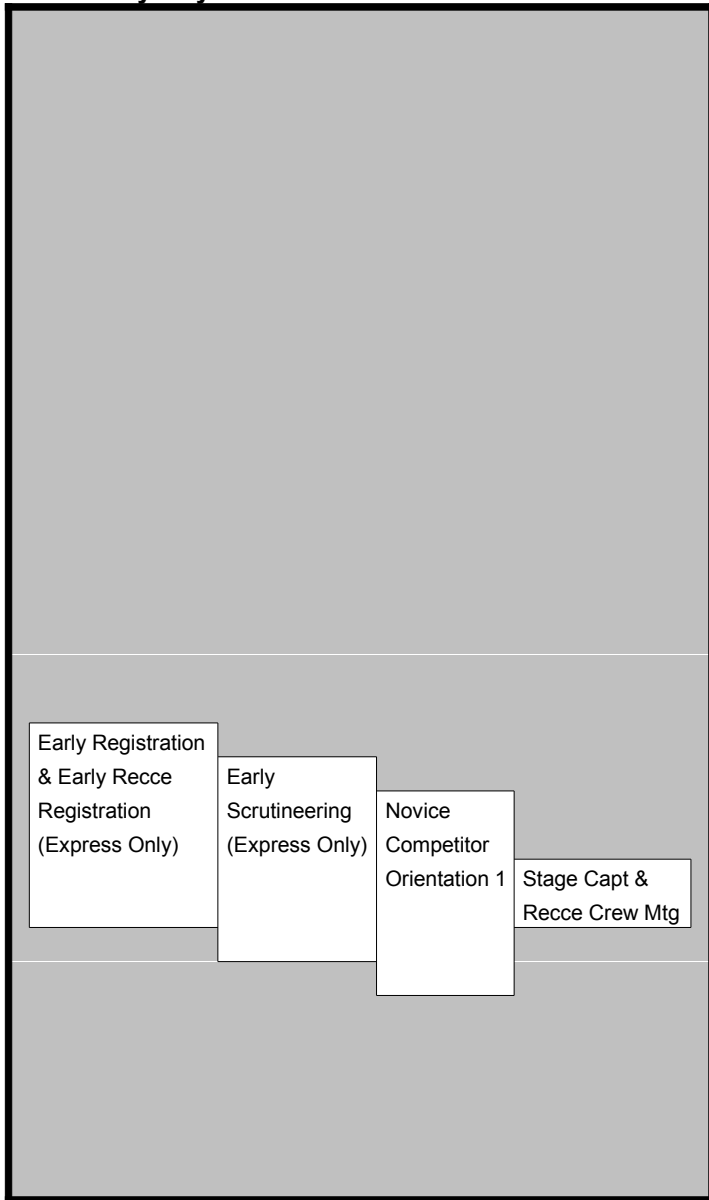 Early Registration
& Early Recce
Registration
(Express Only)
Early
Scrutineering
(Express Only)
Novice
Competitor
Orientation 1
Stage Capt &
Recce Crew Mtg